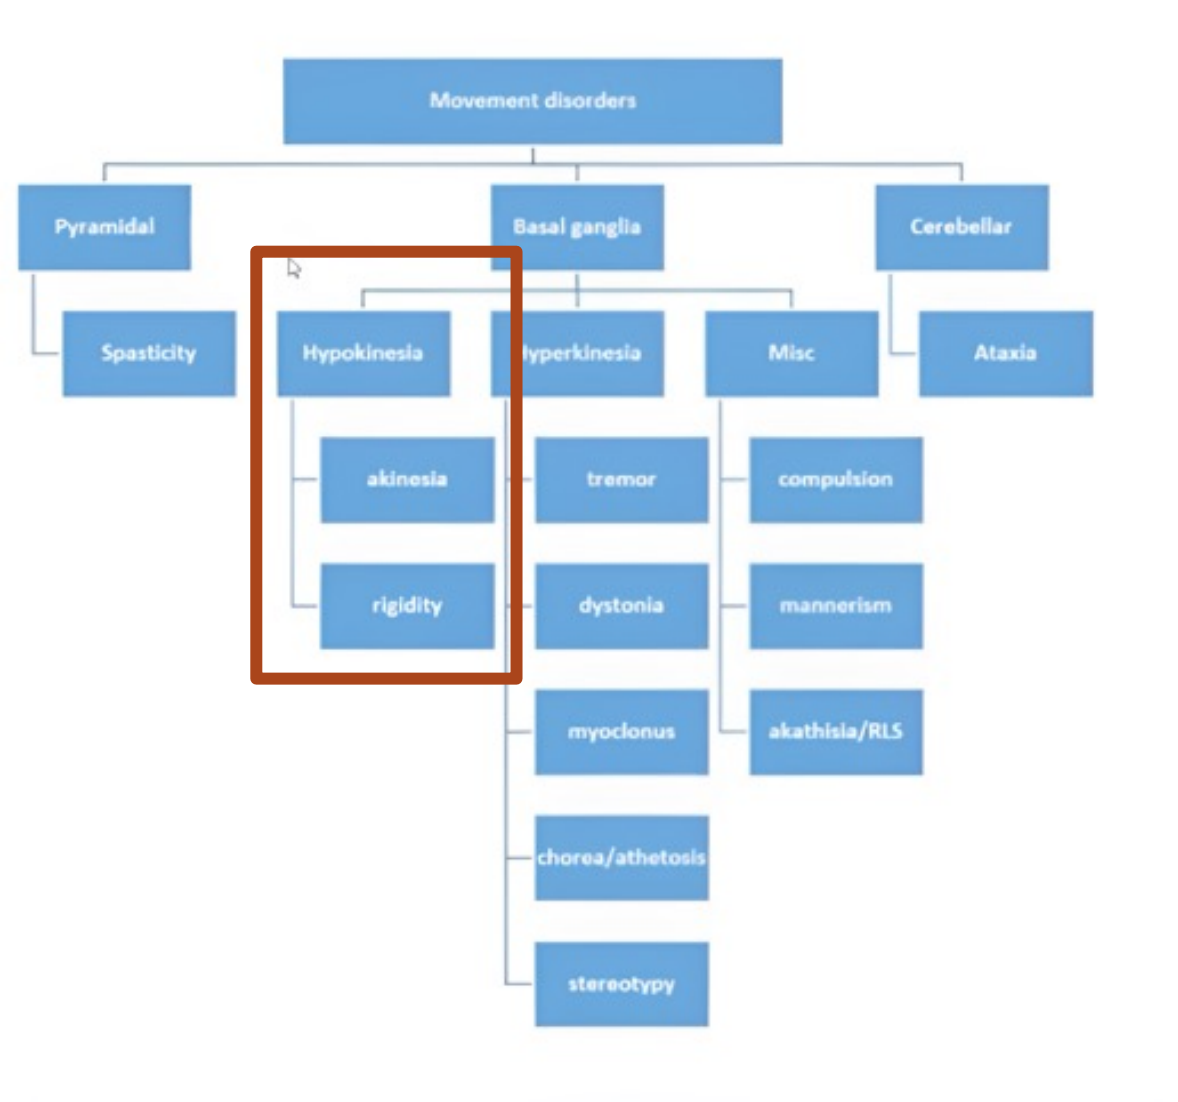 Movement disorders
Pyramidal
Basal ganglia
Cerebellar
Spasticity
Hypokinesia
yperkinesia
Misc
Ataxia
akinesia
tremor
compulsion
rigidity
dystonia
mannerism
myoclonus
akathisia/RLS
chorea/athetosis
stereotypy